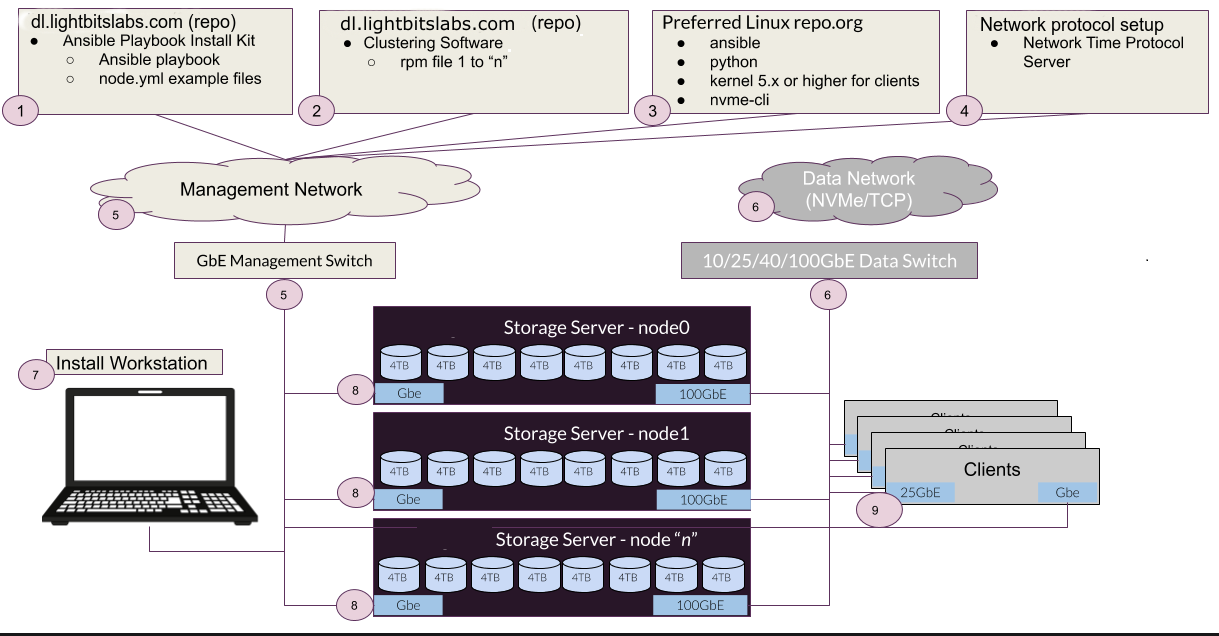 dl.lightbitslabs.com (repo)
● Ansible Playbook Install Kit
○ Ansible playbook
○ node.yml example files
1
dl.lightbitslabs.com (repo)
● Clustering Software
○ rpm file 1 to “n”
2
Preferred Linux repo.org
● ansible
● python
● kernel 5.x or higher for clients
● nvme-cli
3
Network protocol setup
● Network Time Protocol
Server
4
Management Network
5
Data Network
(NVMe/TCP)
6
GbE Management Switch
5
10/25/40/100GbE Data Switch
6
Install Workstation
7
Storage Server - node0
4TB 4TB 4TB 4TB 4TB 4TB 4TB 4TB
8
Gbe
100GbE
Storage Server - node1
4TB 4TB 4TB 4TB 4TB 4TB 4TB 4TB
8
Gbe
100GbE
Storage Server - node “n”
4TB 4TB 4TB 4TB 4TB 4TB 4TB 4TB
8
Gbe
100GbE
Clients
Clients
Clients
Clients
25GbE
Gbe
9